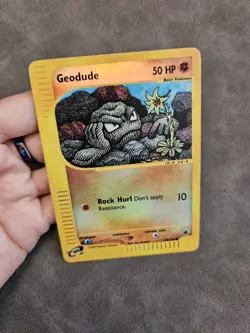 Geodude
50 HP
Basic Pokémon
Rock Hurl Don't apply
Resistance.
10
e